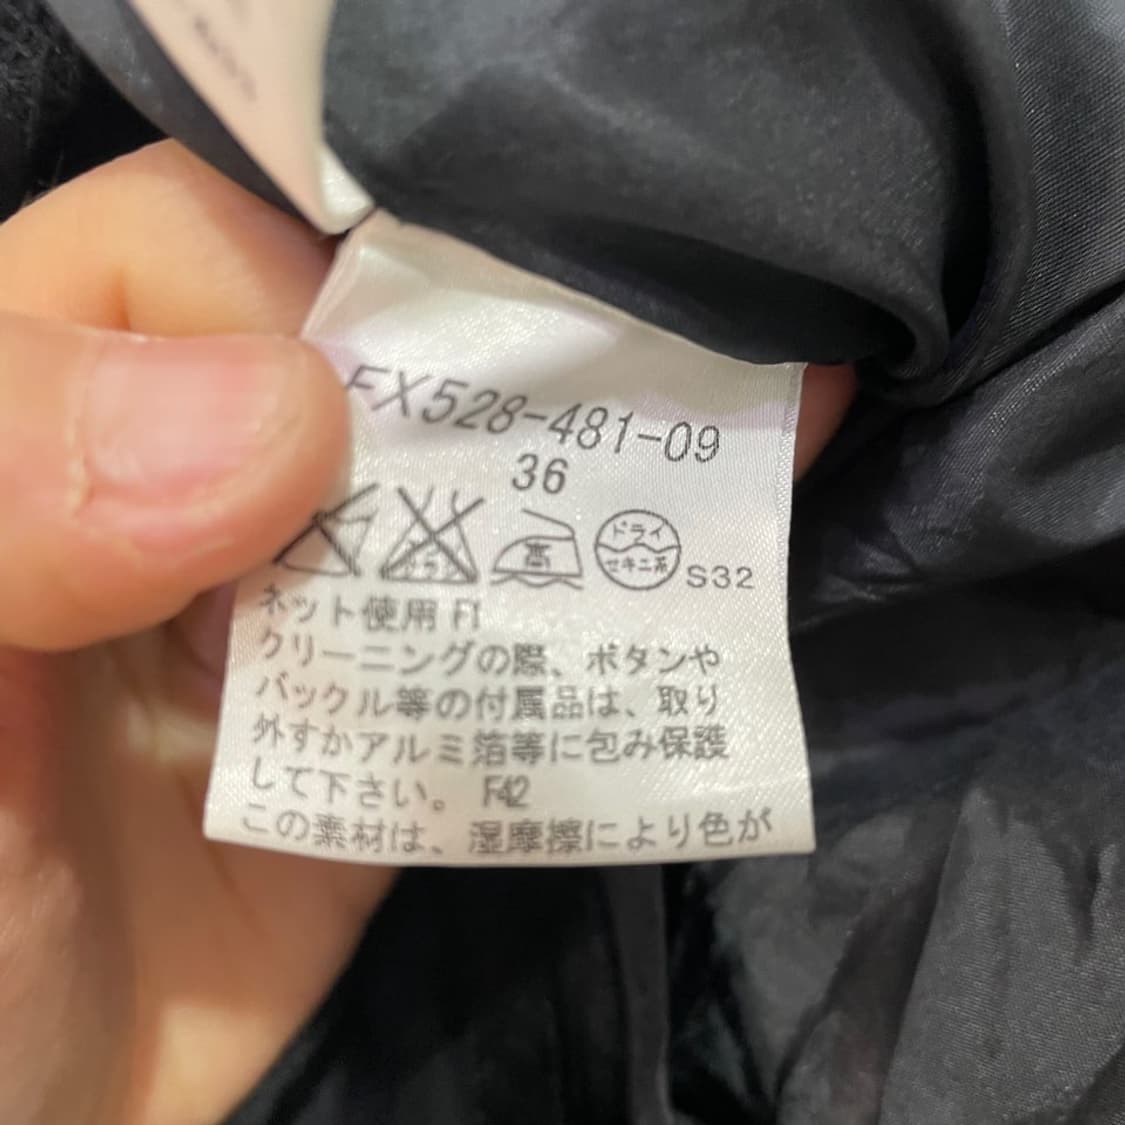 FX528-481-09
36
高
ドライ
セキユ系
S32
ネット使用 F1
クリーニングの際、ボタンや
バックル等の付属品は、取り
外すかアルミ箔等に包み保護
して下さい。 F42
この素材は、湿摩擦により色が